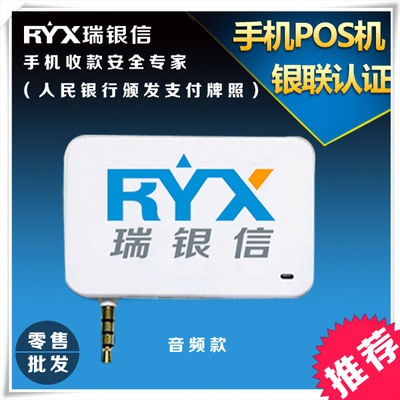 RYX瑞银信
手机收款安全专家
(人民银行颁发支付牌照)
手机POS机
银联认证
RYX
瑞银信
零售
批发
音频款
推荐